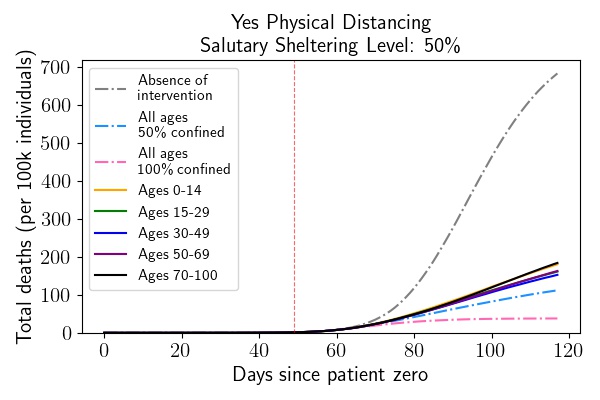 Yes Physical Distancing
Salutary Sheltering Level: 50%
Total deaths (per 100k individuals)
700
600
500
400
300
200
100
0
Absence of
intervention
All ages
50% confined
All ages
100% confined
Ages 0-14
Ages 15-29
Ages 30-49
Ages 50-69
Ages 70-100
0
20
40
60
80
100
120
Days since patient zero